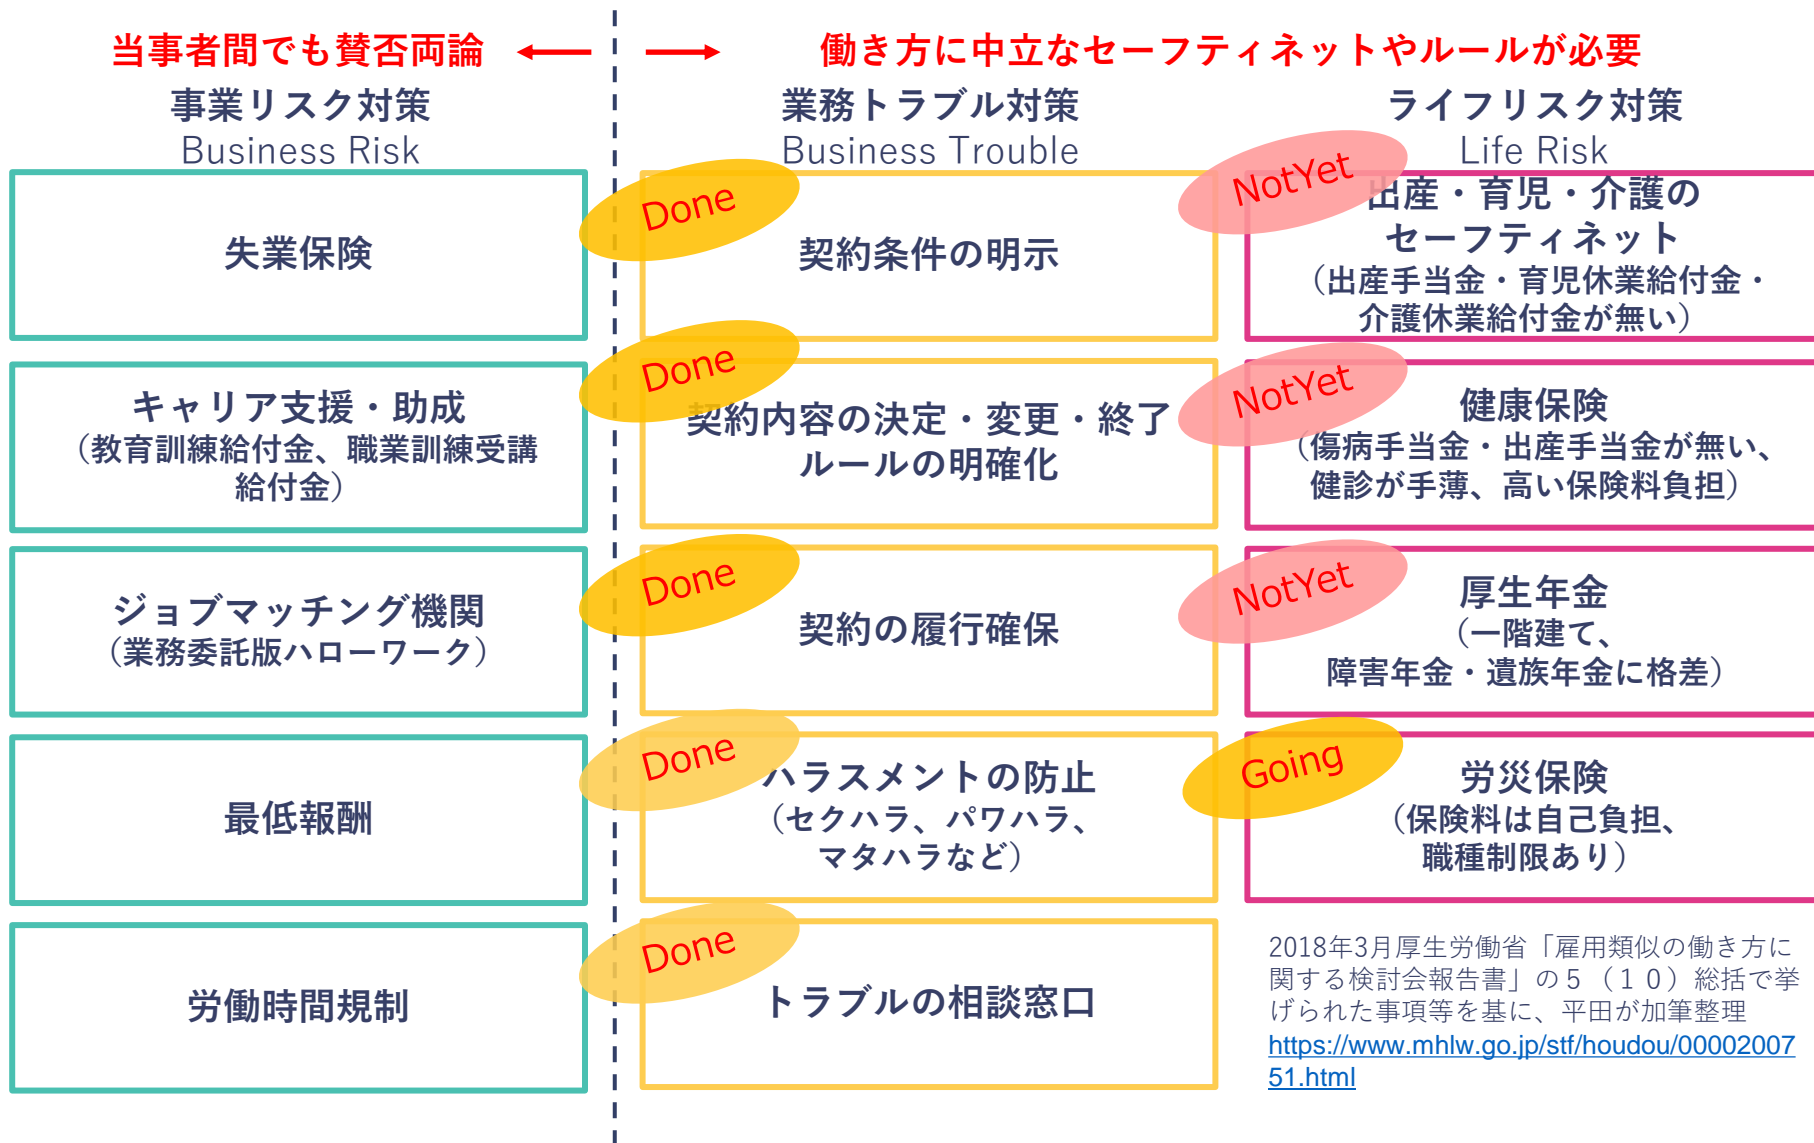 当事者間でも賛否両論
働き方に中立なセーフティネットやルールが必要
事業リスク対策
Business Risk
失業保険
キャリア支援・助成
（教育訓練給付金、職業訓練受講
給付金）
ジョブマッチング機関
（業務委託版ハローワーク）
最低報酬
労働時間規制
業務トラブル対策
Business Trouble
Done
契約条件の明示
Done
契約内容の決定・変更・終了
ルールの明確化
Done
契約の履行確保
Done
ハラスメントの防止
（セクハラ、パワハラ、
マタハラなど）
Done
トラブルの相談窓口
ライフリスク対策
Life Risk
NotYet
出産・育児・介護の
セーフティネット
（出産手当金・育児休業給付金・
介護休業給付金が無い）
NotYet
健康保険
（傷病手当金・出産手当金が無い、
健診が手薄、高い保険料負担）
NotYet
厚生年金
（一階建て、
障害年金・遺族年金に格差）
Going
労災保険
（保険料は自己負担、
職種制限あり）
2018年3月厚生労働省「雇用類似の働き方に
関する検討会報告書」の５（１０）総括で挙
げられた事項等を基に、平田が加筆整理
https://www.mhlw.go.jp/stf/houdou/00002007
51.html